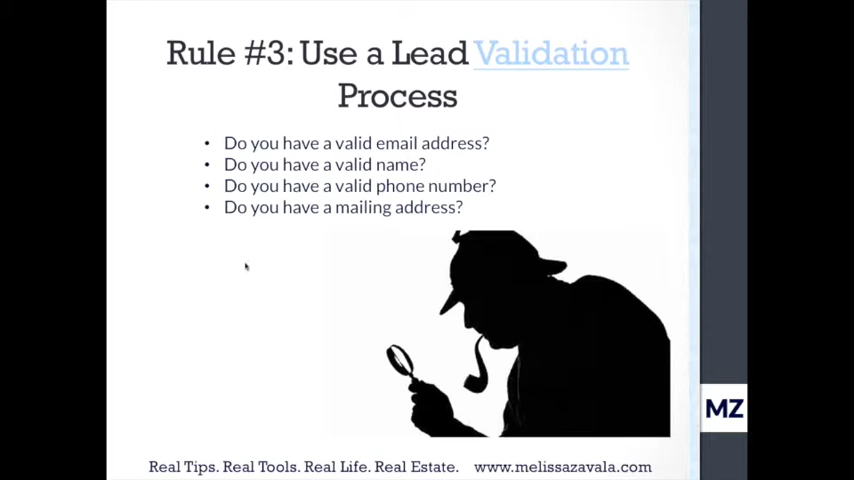 Rule #3: Use a Lead Validation
Process
• Do you have a valid email address?
• Do you have a valid name?
• Do you have a valid phone number?
• Do you have a mailing address?
MZ
Real Tips. Real Tools. Real Life. Real Estate. www.melissazavala.com